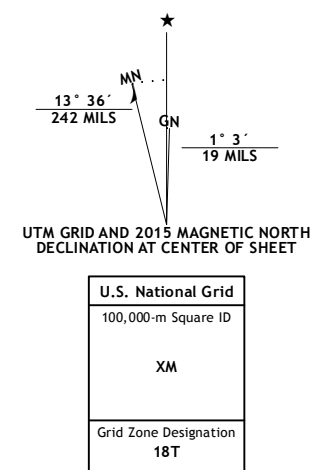 ★
MN
13° 36´
242 MILS
GN
1° 3´
19 MILS
UTM GRID AND 2015 MAGNETIC NORTH
DECLINATION AT CENTER OF SHEET
U.S. National Grid
100,000-m Square ID
XM
Grid Zone Designation
18T